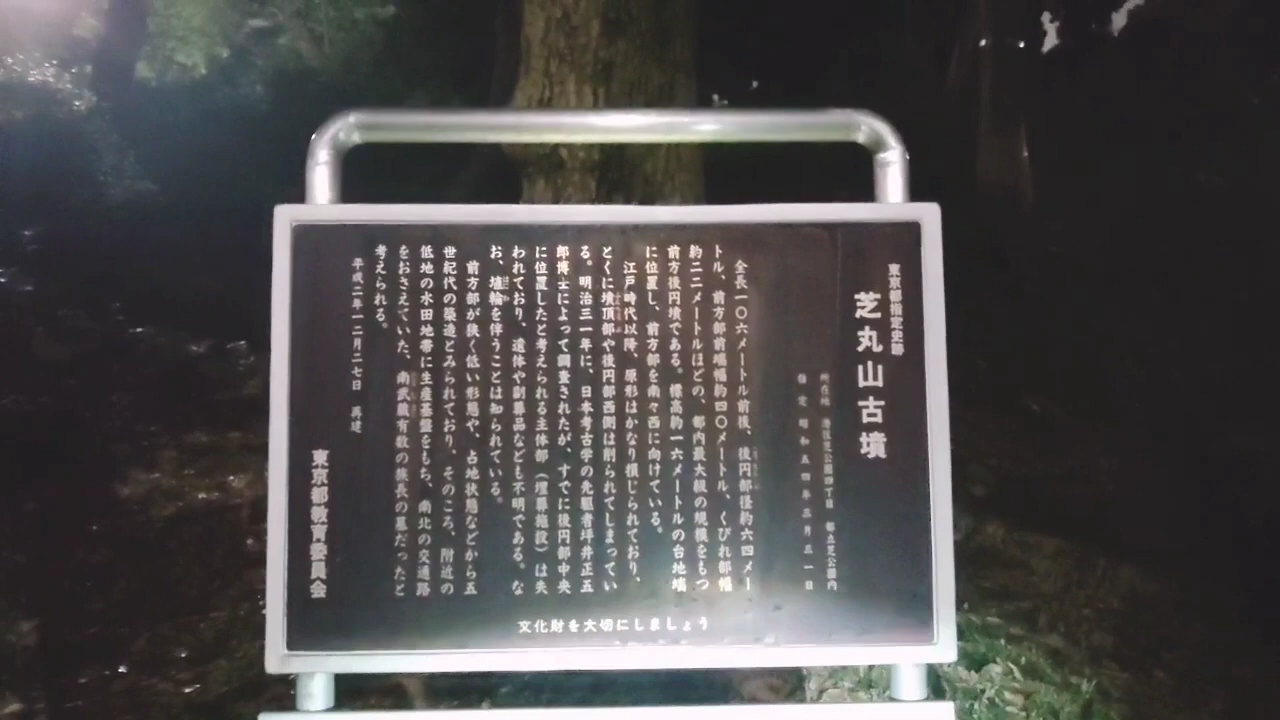 東京都指定史跡
芝丸山古墳
所在地 港区芝公園四丁目 都立芝公園内
指定 昭和五四年三月三一日
全長一〇六メートル前後、後円部径約六四メー
トル、前方部前端幅約四〇メートル、くびれ部幅
約二二メートルほどの、都内最大級の規模をもつ
前方後円墳である。標高約一六メートルの台地端
に位置し、前方部を南々西に向けている。
江戸時代以降、原形はかなり損じられており、
とくに墳頂部や後円部西側は削られてしまってい
る。明治三一年に、日本考古学の先駆者坪井正五
郎博士によって調査されたが、すでに後円部中央
に位置したと考えられる主体部（埋葬施設）は失
われており、遺体や副葬品なども不明である。な
お、埴輪を伴うことは知られている。
前方部が狭く低い形態や、占地状態などから五
世紀代の築造とみられており、そのころ、附近の
低地の水田地帯に生産基盤をもち、南北の交通路
をおさえていた、南武蔵有数の族長の墓だったと
考えられる。
平成二年一二月二七日 再建
東京都教育委員会
文化財を大切にしましょう